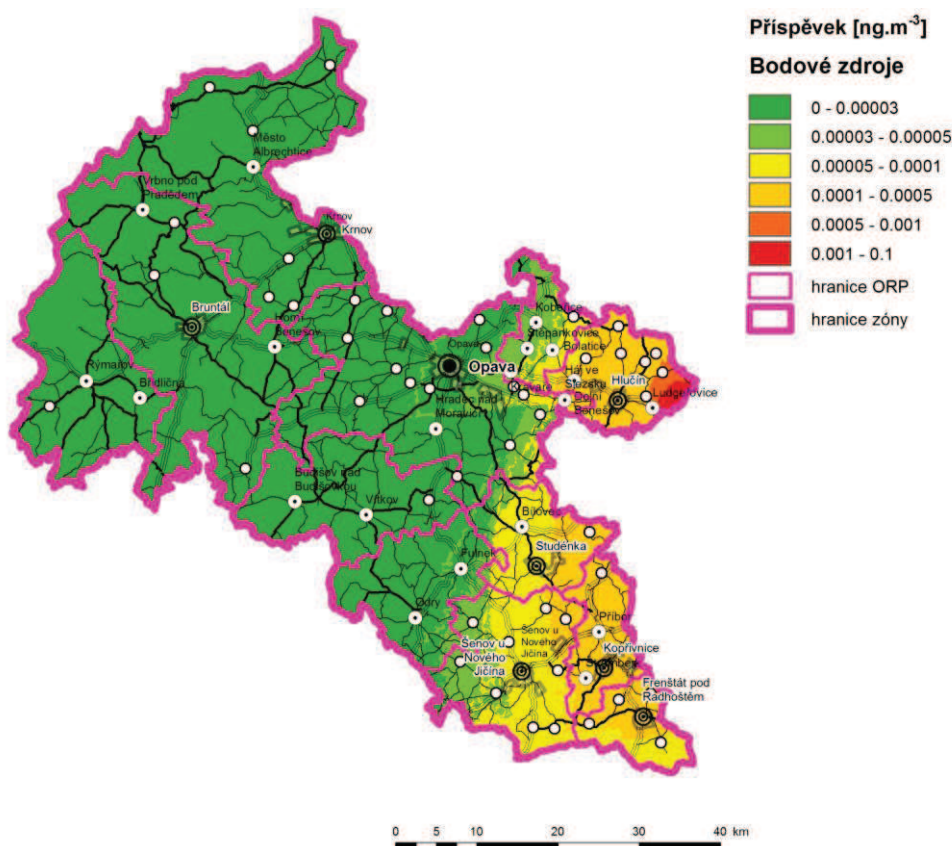 Příspěvek [ng.m-3]
Bodové zdroje
0 - 0.00003
0.00003 - 0.00005
0.00005 - 0.0001
0.0001 - 0.0005
0.0005 - 0.001
0.001 - 0.1
hranice ORP
hranice zóny
Město
Albrechtice
Vrbno pod
Pradědem
Krnov
Bruntál
Horní
Benešov
Rýmařov
Břidličná
Opava
Opava
Kobeřice
Štěpánkovice
Bolatice
Kravaře
Háj ve
Slezsku
Dolní
Benešov
Hlučín
Ludgeřovice
Hradec nad
Moravicí
Budišov nad
Budišovkou
Vítkov
Bílovec
Studénka
Fulnek
Odry
Příbor
Šenov u
Nového
Jičína
Šenov u
Nového
Jičína
Kopřivnice
Frenštát pod
Radhoštěm
0 5 10 20 30 40 km